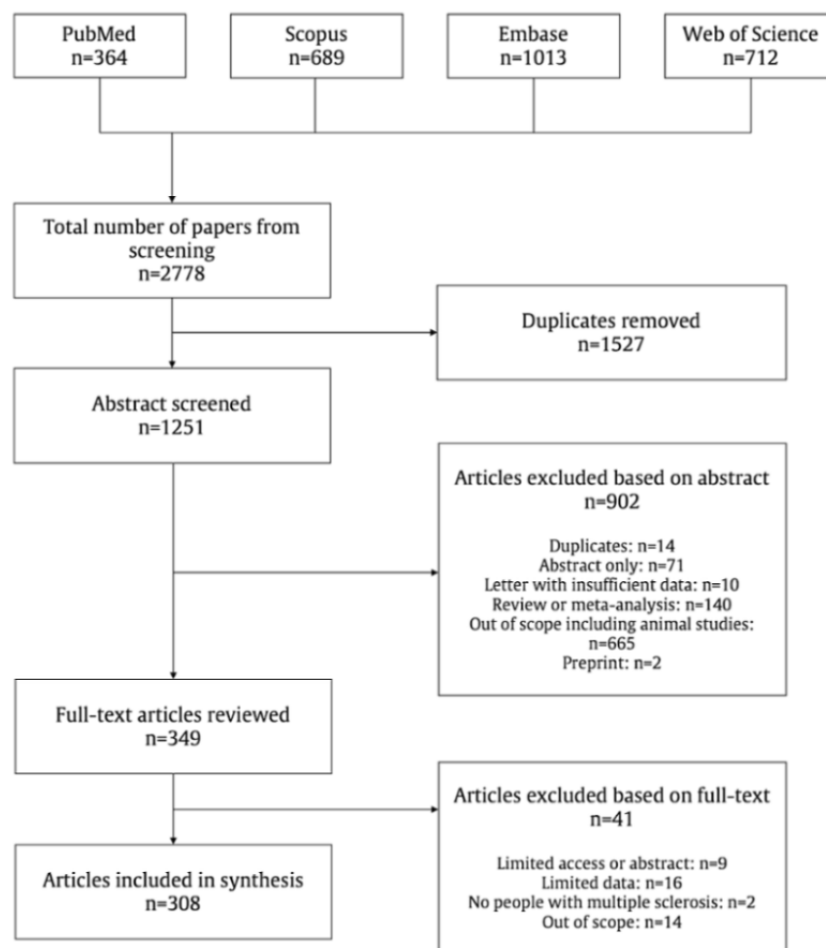 PubMed
n=364
Scopus
n=689
Embase
n=1013
Web of Science
n=712
Total number of papers from
screening
n=2778
Duplicates removed
n=1527
Abstract screened
n=1251
Articles excluded based on abstract
n=902
Duplicates: n=14
Abstract only: n=71
Letter with insufficient data: n=10
Review or meta-analysis: n=140
Out of scope including animal studies:
n=665
Preprint: n=2
Full-text articles reviewed
n=349
Articles excluded based on full-text
n=41
Limited access or abstract: n=9
Limited data: n=16
No people with multiple sclerosis: n=2
Out of scope: n=14
Articles included in synthesis
n=308